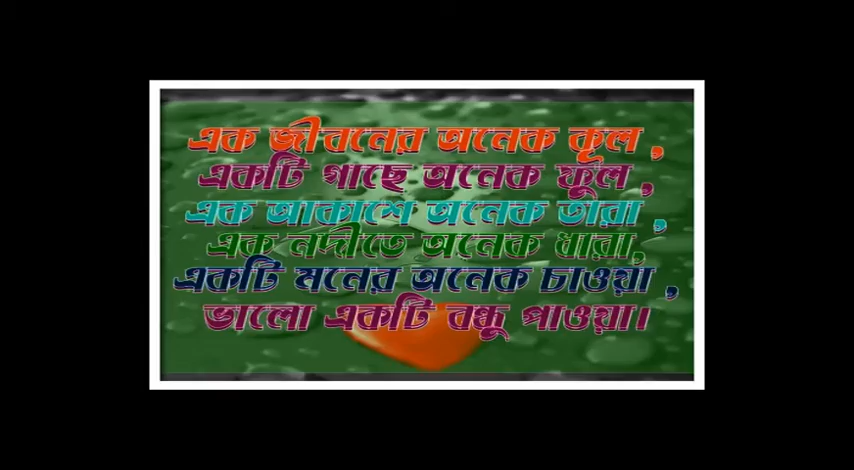 এক জীবনের অনেক কূল ,
একটি গাছে অনেক ফুল ,
এক আকাশে অনেক তারা ,
এক নদীতে অনেক ধারা,
একটি মনের অনেক চাওয়া ,
ভালো একটি বন্ধু পাওয়া।